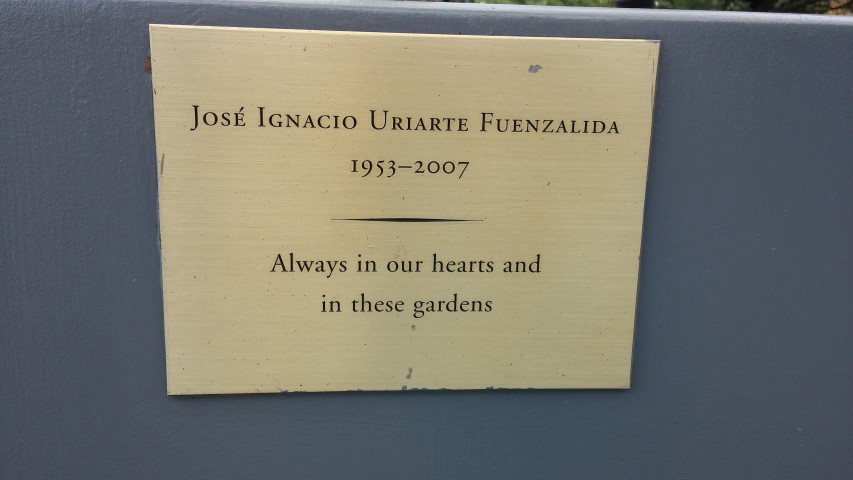 José Ignacio Uriarte Fuenzalida
1953–2007
Always in our hearts and
in these gardens